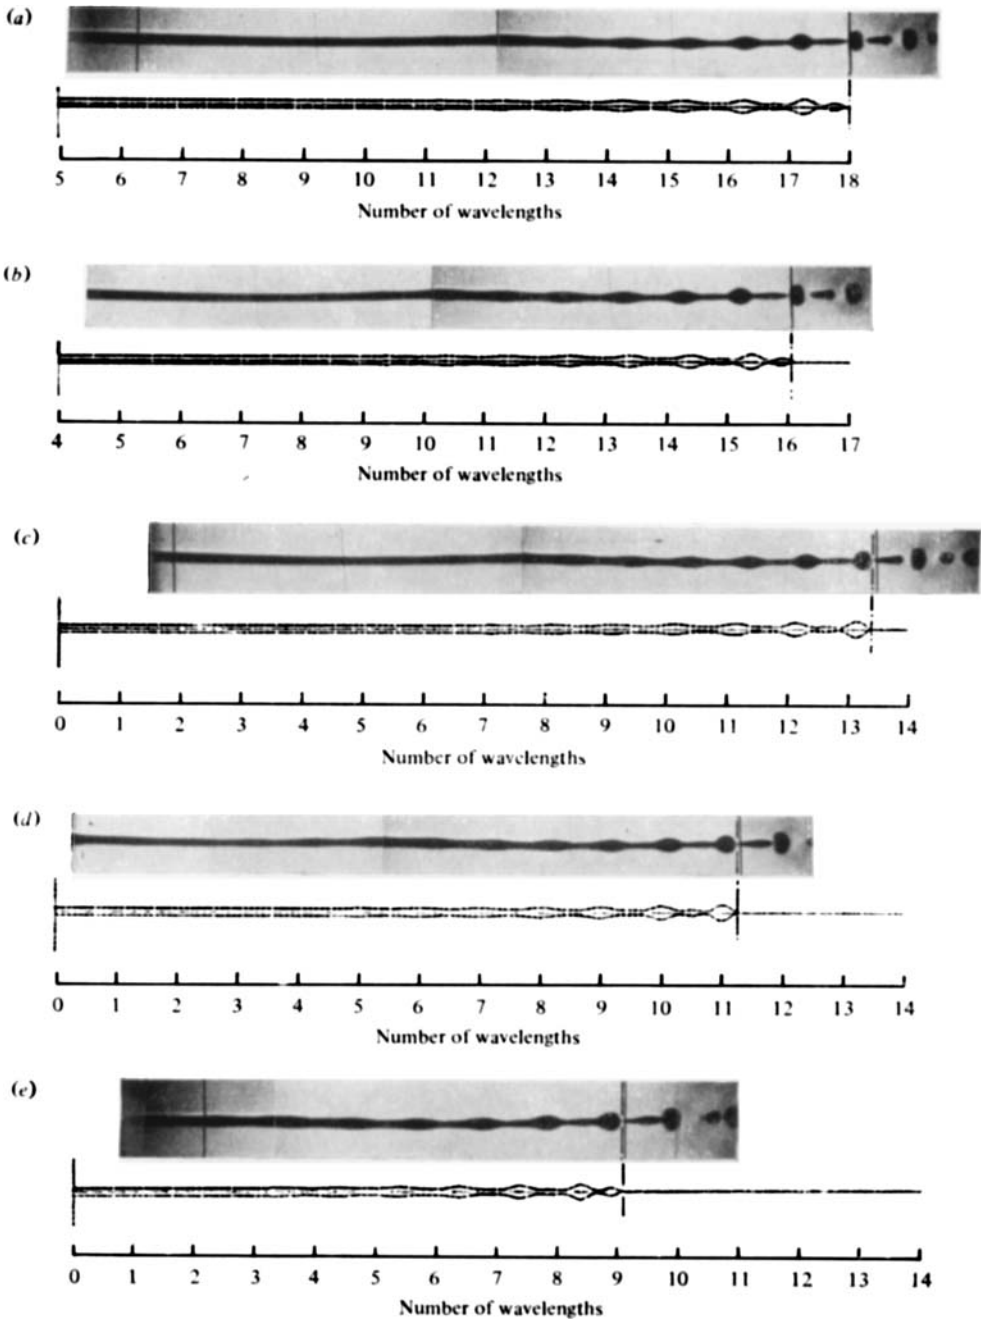 (a)
5 6 7 8 9 10 11 12 13 14 15 16 17 18
Number of wavelengths
(b)
4 5 6 7 8 9 10 11 12 13 14 15 16 17
Number of wavelengths
(c)
0 1 2 3 4 5 6 7 8 9 10 11 12 13 14
Number of wavelengths
(d)
0 1 2 3 4 5 6 7 8 9 10 11 12 13 14
Number of wavelengths
(e)
0 1 2 3 4 5 6 7 8 9 10 11 12 13 14
Number of wavelengths